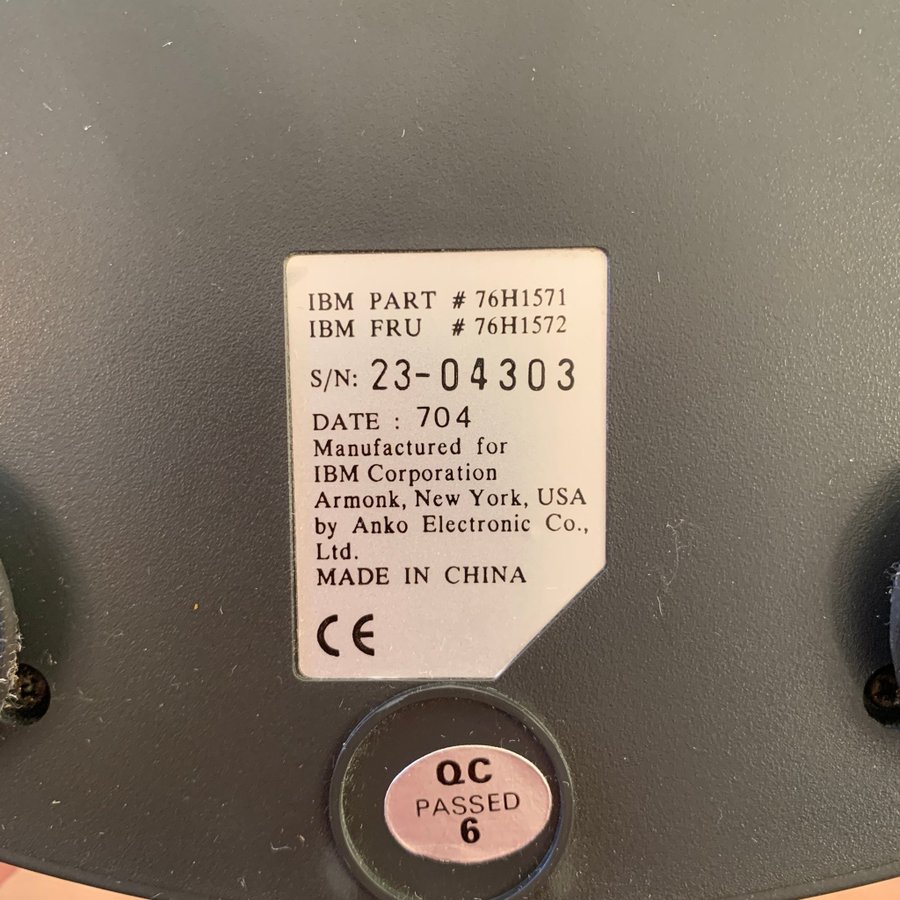 IBM PART # 76H1571
IBM FRU # 76H1572
S/N: 23-04303
DATE : 704
Manufactured for
IBM Corporation
Armonk, New York, USA
by Anko Electronic Co.,
Ltd.
MADE IN CHINA
CE
QC
PASSED
6